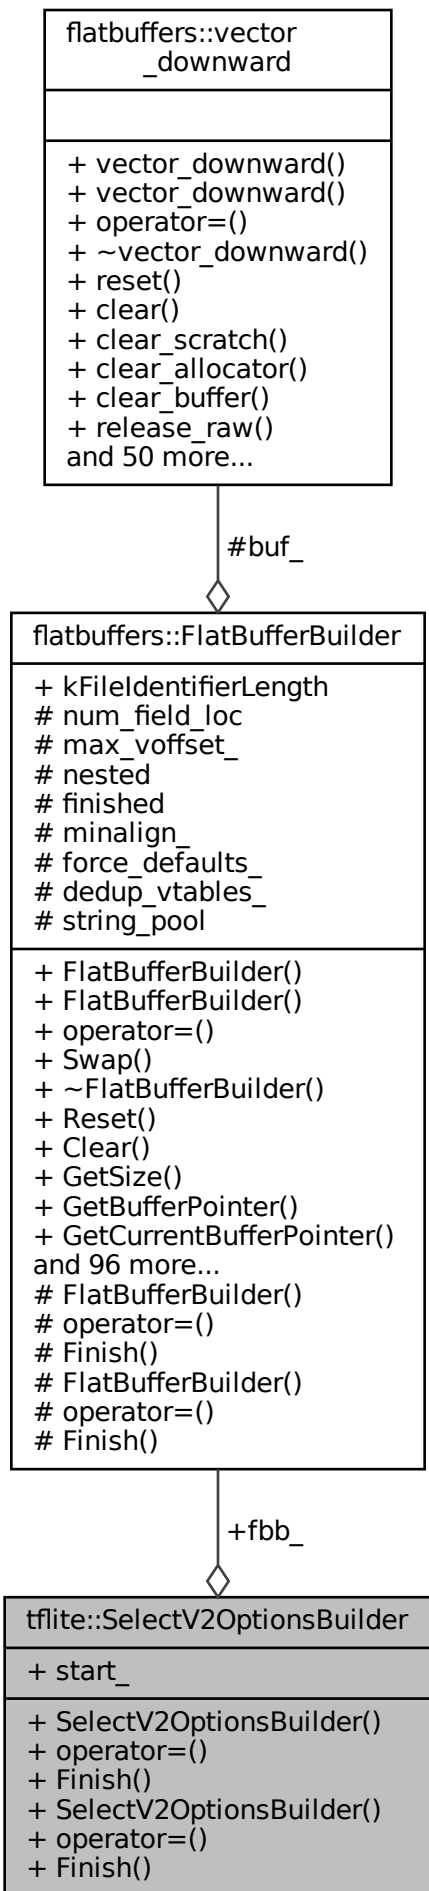 flatbuffers::vector
_downward
+ vector_downward()
+ vector_downward()
+ operator=()
+ ~vector_downward()
+ reset()
+ clear()
+ clear_scratch()
+ clear_allocator()
+ clear_buffer()
+ release_raw()
and 50 more...
#buf_
flatbuffers::FlatBufferBuilder
+ kFileIdentifierLength
# num_field_loc
# max_voffset_
# nested
# finished
# minalign_
# force_defaults_
# dedup_vtables_
# string_pool
+ FlatBufferBuilder()
+ FlatBufferBuilder()
+ operator=()
+ Swap()
+ ~FlatBufferBuilder()
+ Reset()
+ Clear()
+ GetSize()
+ GetBufferPointer()
+ GetCurrentBufferPointer()
and 96 more...
# FlatBufferBuilder()
# operator=()
# Finish()
# FlatBufferBuilder()
# operator=()
# Finish()
+fbb_
tflite::SelectV2OptionsBuilder
+ start_
+ SelectV2OptionsBuilder()
+ operator=()
+ Finish()
+ SelectV2OptionsBuilder()
+ operator=()
+ Finish()